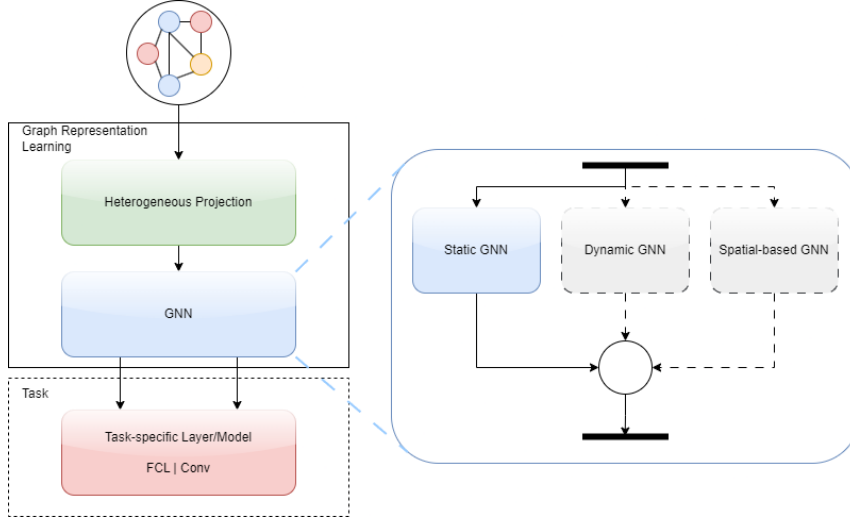 Graph Representation
Learning
Heterogeneous Projection
GNN
Task
Task-specific Layer/Model
FCL | Conv
Static GNN
Dynamic GNN
Spatial-based GNN